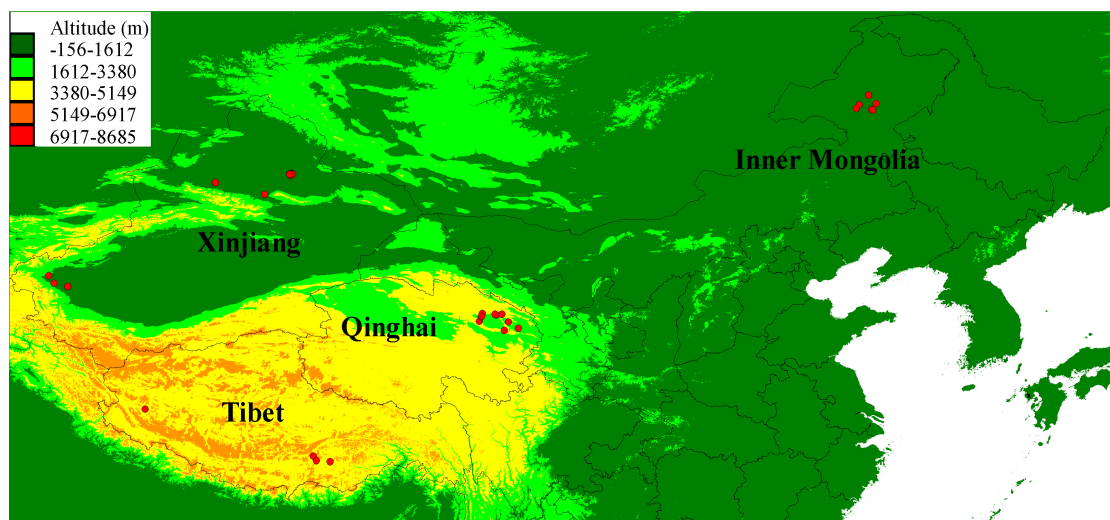 Altitude (m)
-156-1612
1612-3380
3380-5149
5149-6917
6917-8685
Inner Mongolia
Xinjiang
Qinghai
Tibet